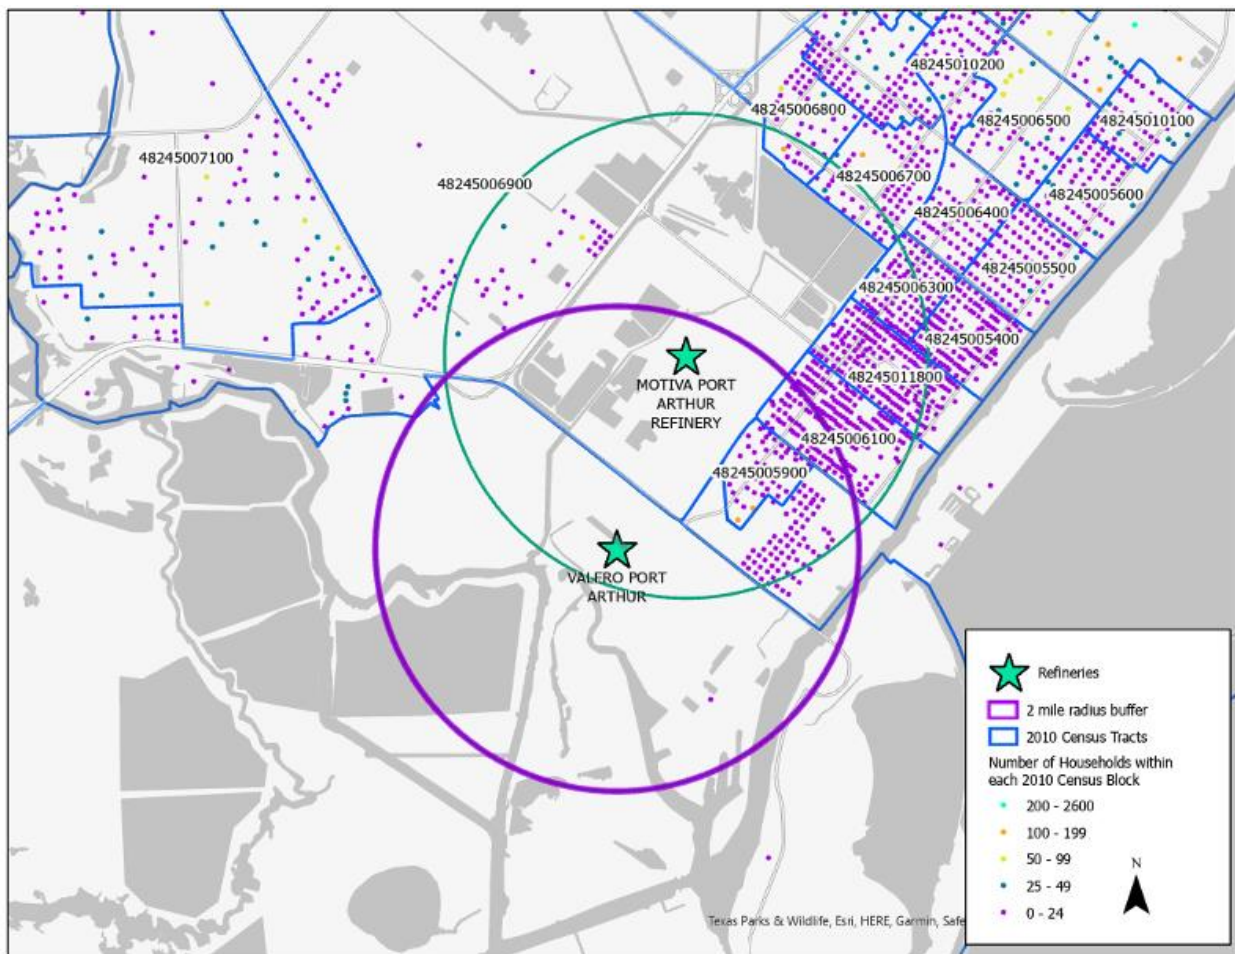 48245010200
48245006800
48245006500
48245010100
48245007100
48245006900
48245006700
48245005600
48245006400
48245005500
48245006300
48245005400
MOTIVA PORT
ARTHUR
REFINERY
48245011800
48245006100
48245005900
VALERO PORT
ARTHUR
Refineries
2 mile radius buffer
2010 Census Tracts
Number of Households within
each 2010 Census Block
200 - 2600
100 - 199
50 - 99
25 - 49
0 - 24
N
Texas Parks & Wildlife, Esri, HERE, Garmin, Safe